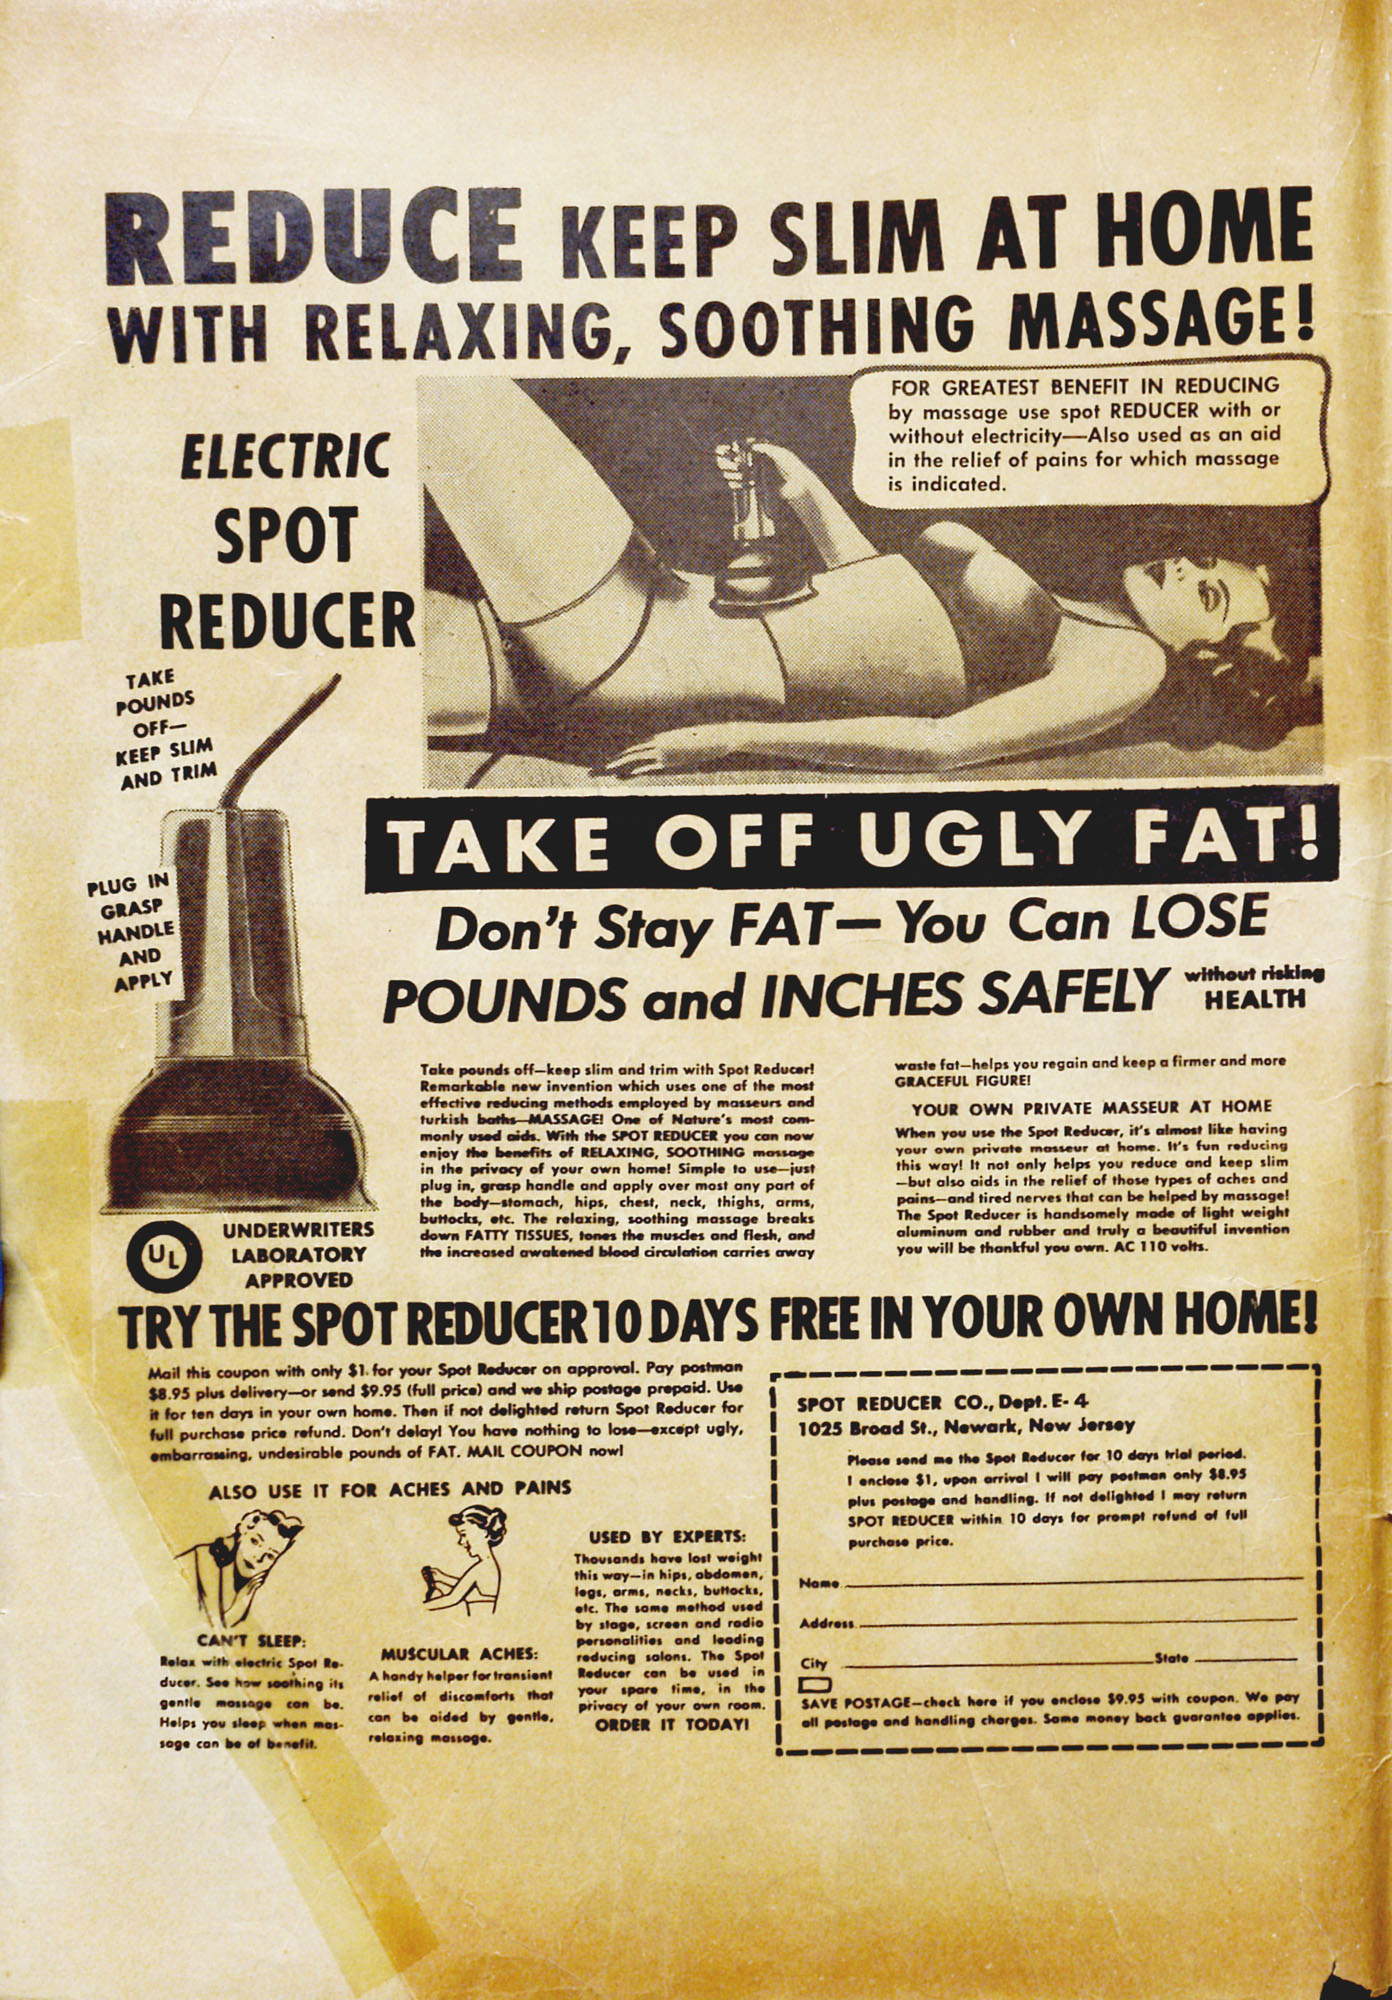 REDUCE KEEP SLIM AT HOME
WITH RELAXING, SOOTHING MASSAGE!
FOR GREATEST BENEFIT IN REDUCING
by massage use spot REDUCER with or
without electricity—Also used as an aid
in the relief of pains for which massage
is indicated.
ELECTRIC
SPOT
REDUCER
TAKE
POUNDS
OFF—
KEEP SLIM
AND TRIM
PLUG IN
GRASP
HANDLE
AND
APPLY
UL
UNDERWRITERS
LABORATORY
APPROVED
TAKE OFF UGLY FAT!
Don't Stay FAT—You Can LOSE
POUNDS and INCHES SAFELY without risking
HEALTH
Take pounds off—keep slim and trim with Spot Reducer!
Remarkable new invention which uses one of the most
effective reducing methods employed by masseurs and
turkish baths—MASSAGE! One of Nature's most com-
monly used aids. With the SPOT REDUCER you can now
enjoy the benefits of RELAXING, SOOTHING massage
in the privacy of your own home! Simple to use—just
plug in, grasp handle and apply over most any part of
the body—stomach, hips, chest, neck, thighs, arms,
buttocks, etc. The relaxing, soothing massage breaks
down FATTY TISSUES, tones the muscles and flesh, and
the increased awakened blood circulation carries away
waste fat—helps you regain and keep a firmer and more
GRACEFUL FIGURE!
YOUR OWN PRIVATE MASSEUR AT HOME
When you use the Spot Reducer, it's almost like having
your own private masseur at home. It's fun reducing
this way! It not only helps you reduce and keep slim
—but also aids in the relief of those types of aches and
pains—and tired nerves that can be helped by massage!
The Spot Reducer is handsomely made of light weight
aluminum and rubber and truly a beautiful invention
you will be thankful you own. AC 110 volts.
TRY THE SPOT REDUCER 10 DAYS FREE IN YOUR OWN HOME!
Mail this coupon with only $1. for your Spot Reducer on approval. Pay postman
$8.95 plus delivery—or send $9.95 (full price) and we ship postage prepaid. Use
it for ten days in your own home. Then if not delighted return Spot Reducer for
full purchase price refund. Don't delay! You have nothing to lose—except ugly,
embarrassing, undesirable pounds of FAT. MAIL COUPON now!
ALSO USE IT FOR ACHES AND PAINS
CAN'T SLEEP:
Relax with electric Spot Re-
ducer. See how soothing its
gentle massage can be.
Helps you sleep when mas-
sage can be of benefit.
MUSCULAR ACHES:
A handy helper for transient
relief of discomforts that
can be aided by gentle,
relaxing massage.
USED BY EXPERTS:
Thousands have lost weight
this way—in hips, abdomen,
legs, arms, necks, buttocks,
etc. The same method used
by stage, screen and radio
personalities and leading
reducing salons. The Spot
Reducer can be used in
your spare time, in the
privacy of your own room.
ORDER IT TODAY!
SPOT REDUCER CO., Dept. E-4
1025 Broad St., Newark, New Jersey
Please send me the Spot Reducer for 10 days trial period.
I enclose $1, upon arrival I will pay postman only $8.95
plus postage and handling. If not delighted I may return
SPOT REDUCER within 10 days for prompt refund of full
purchase price.
Name
Address
City State
SAVE POSTAGE—check here if you enclose $9.95 with coupon. We pay
all postage and handling charges. Same money back guarantee applies.